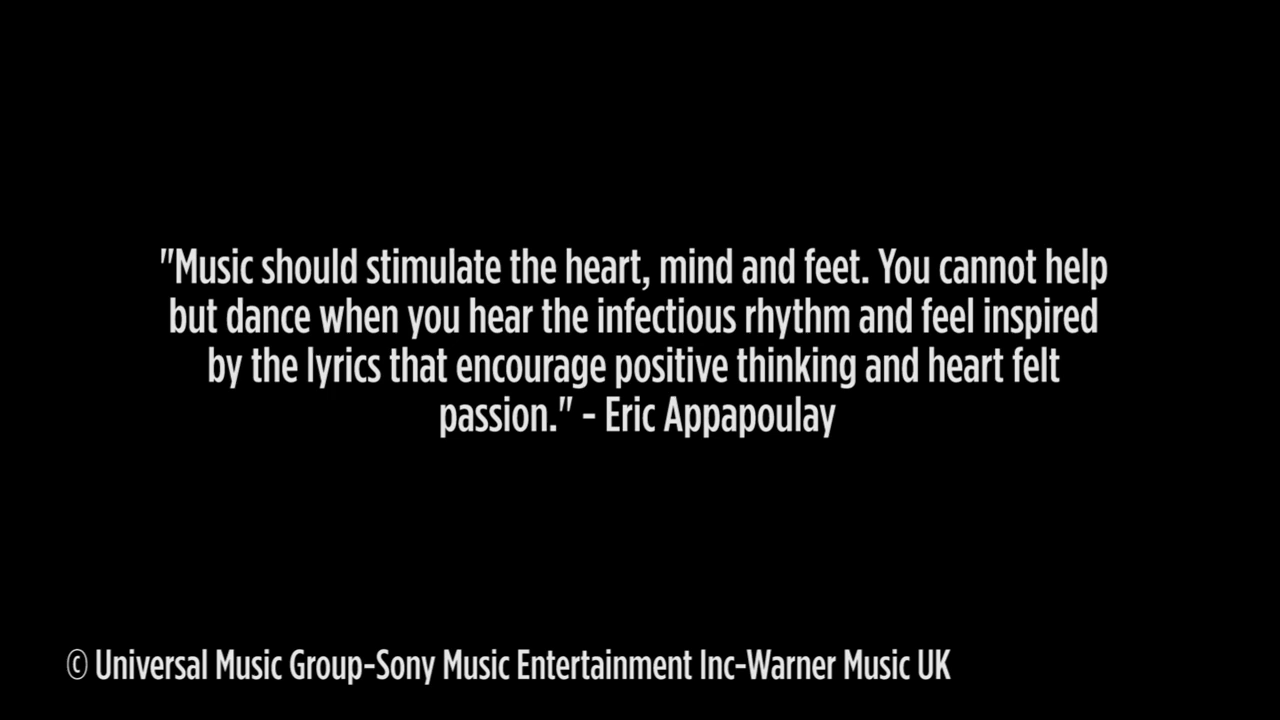 "Music should stimulate the heart, mind and feet. You cannot help
but dance when you hear the infectious rhythm and feel inspired
by the lyrics that encourage positive thinking and heart felt
passion." - Eric Appapoulay
© Universal Music Group-Sony Music Entertainment Inc-Warner Music UK